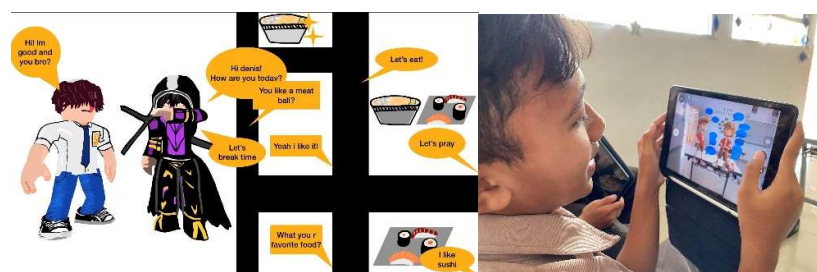 Hi! Im
good and
you bro?
Hi denis!
How are you today?
Let's
break time
You like a meat
ball?
Yeah i like it!
What you r
favorite food?
Let's eat!
Let's pray
I like
sushi